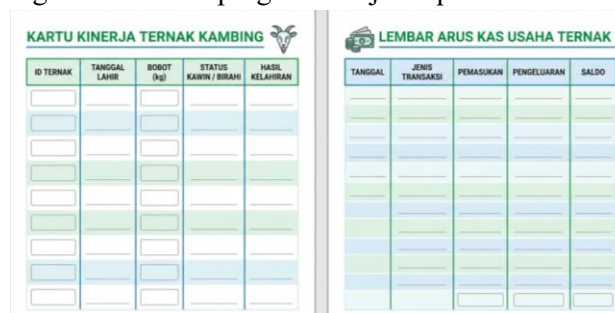 KARTU KINERJA TERNAK KAMBING
ID TERNAK
TANGGAL LAHIR
BOBOT (kg)
STATUS KAWIN / BIRAHI
HASIL KELAHIRAN
LEMBAR ARUS KAS USAHA TERNAK
TANGGAL
JENIS TRANSAKSI
PEMASUKAN
PENGELUARAN
SALDO